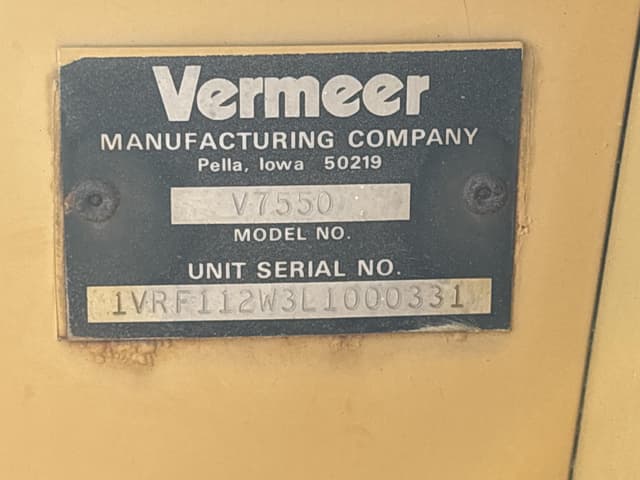 Vermeer
MANUFACTURING COMPANY
Pella, Iowa 50219
V7550
MODEL NO.
UNIT SERIAL NO.
1VRF112W3L1000331